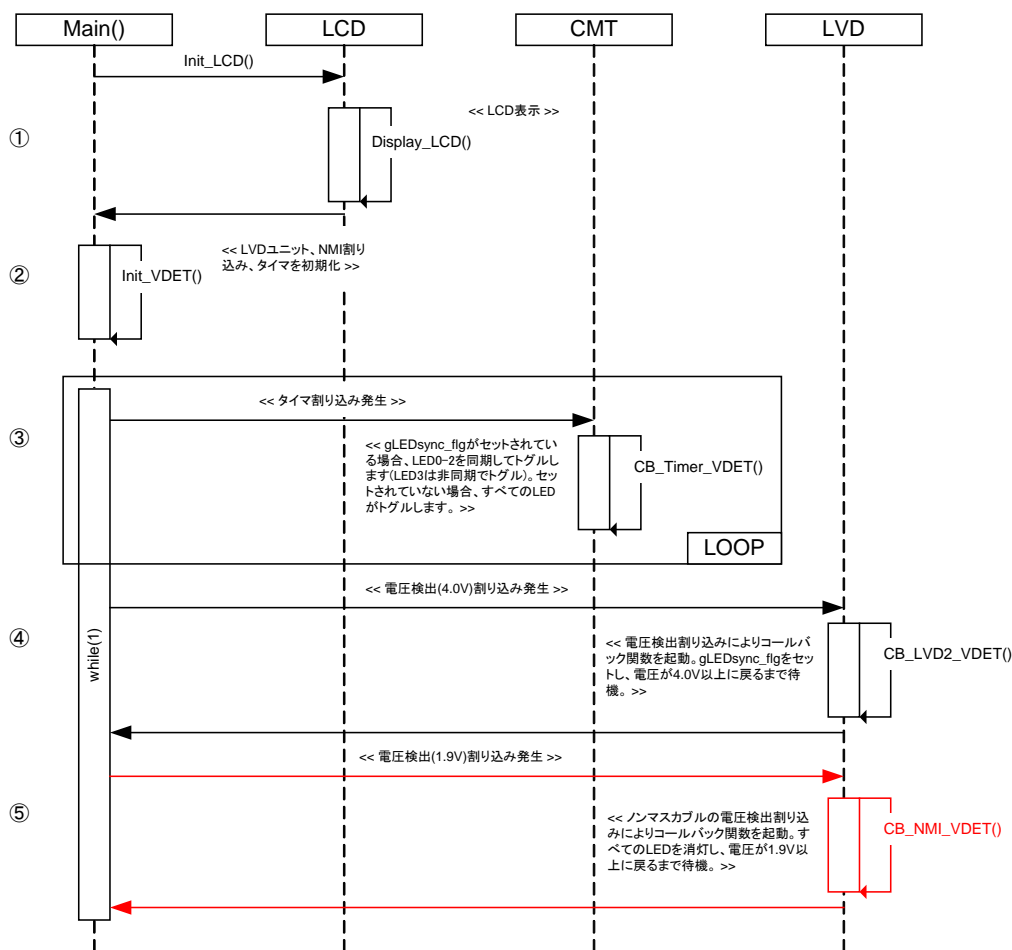 Main()
LCD
CMT
LVD
Init_LCD()
①
<< LCD表示 >>
Display_LCD()
②
<< LVDユニット、NMI割り
込み、タイマを初期化 >>
Init_VDET()
<< タイマ割り込み発生 >>
③
<< gLEDsync_flgがセットされてい
る場合、LED0-2を同期してトグルし
ます(LED3は非同期でトグル)。セッ
トされていない場合、すべてのLED
がトグルします。 >>
CB_Timer_VDET()
LOOP
<< 電圧検出(4.0V)割り込み発生 >>
④
while(1)
<< 電圧検出割り込みによりコールバ
ック関数を起動。gLEDsync_flgをセッ
トし、電圧が4.0V以上に戻るまで待
機。 >>
CB_LVD2_VDET()
<< 電圧検出(1.9V)割り込み発生 >>
⑤
<< ノンマスカブルの電圧検出割り込
みによりコールバック関数を起動。す
べてのLEDを消灯し、電圧が1.9V以
上に戻るまで待機。 >>
CB_NMI_VDET()